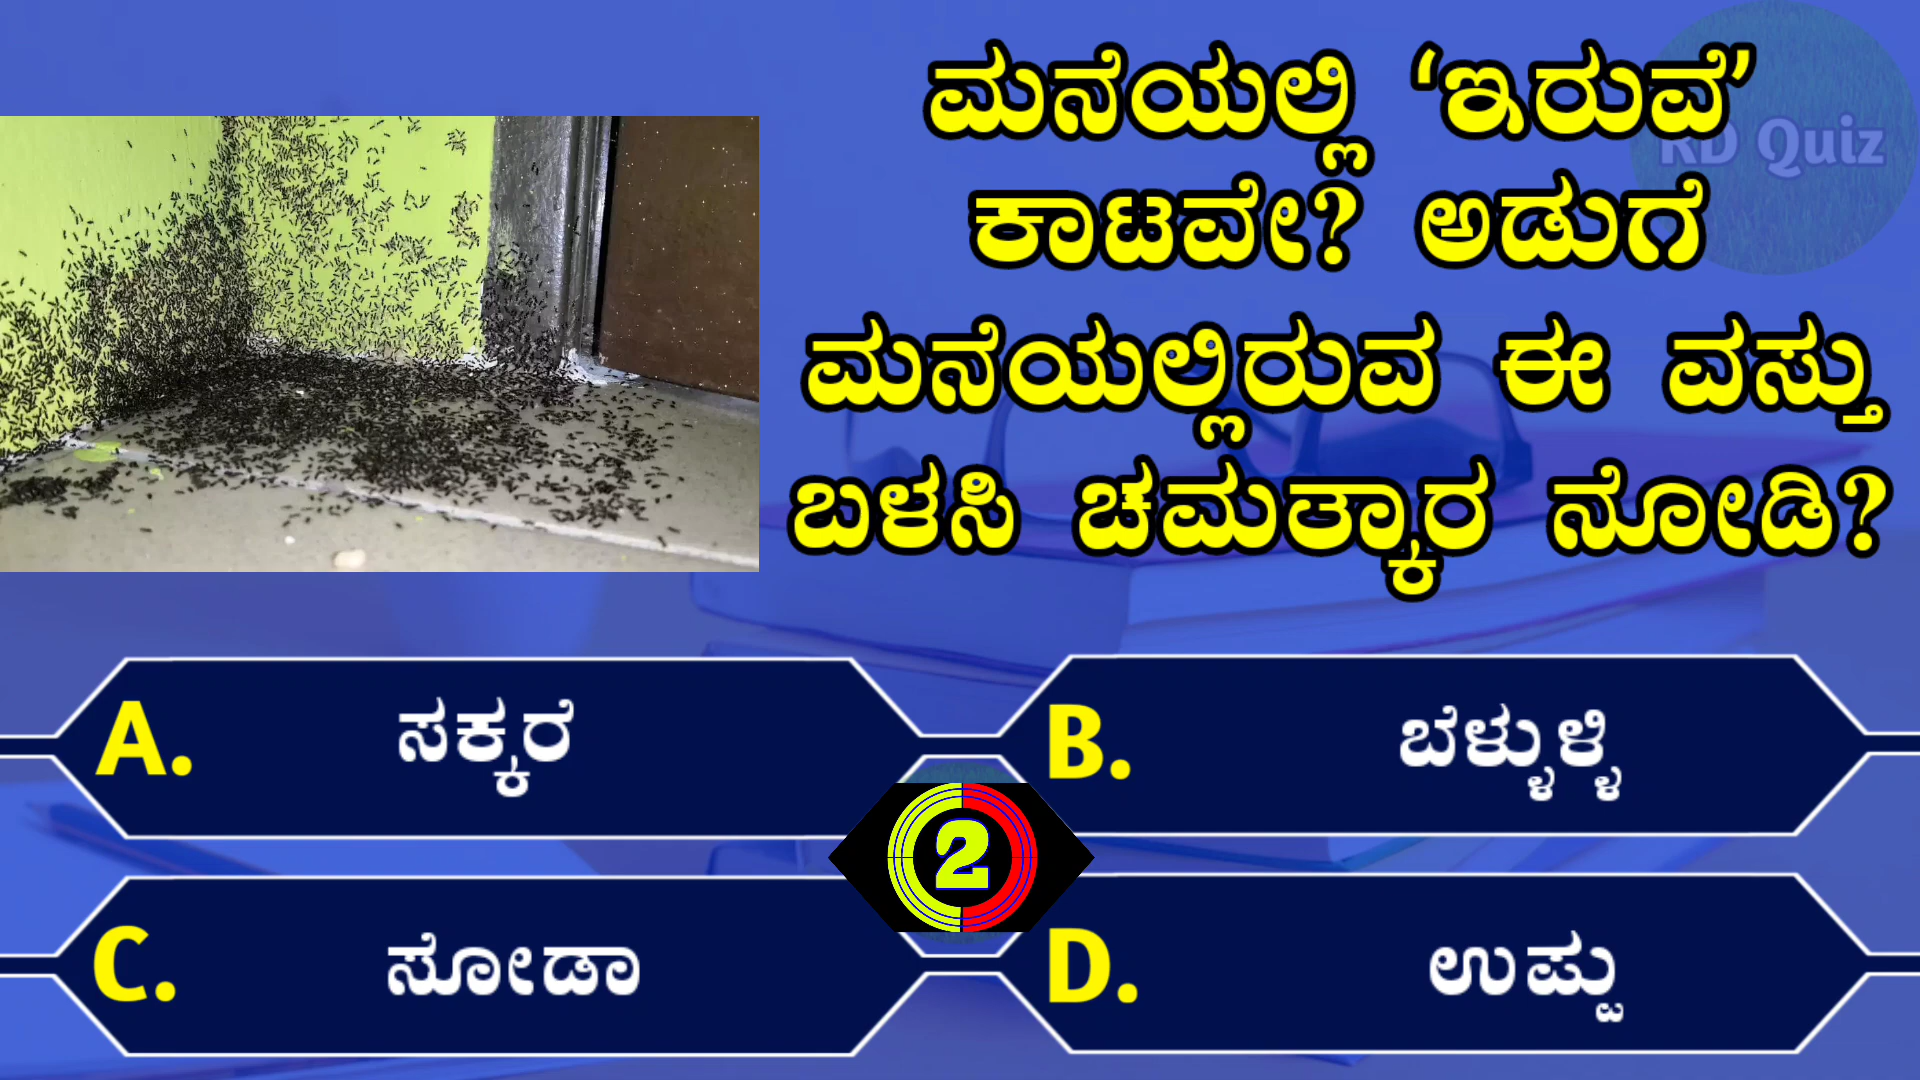 ಮನೆಯಲ್ಲಿ ‘ಇರುವೆ’
ಕಾಟವೇ? ಅಡುಗೆ
ಮನೆಯಲ್ಲಿರುವ ಈ ವಸ್ತು
ಬಳಸಿ ಚಮತ್ಕಾರ ನೋಡಿ?
RD Quiz
A. ಸಕ್ಕರೆ
B. ಬೆಳ್ಳುಳ್ಳಿ
2
C. ಸೋಡಾ
D. ಉಪ್ಪು